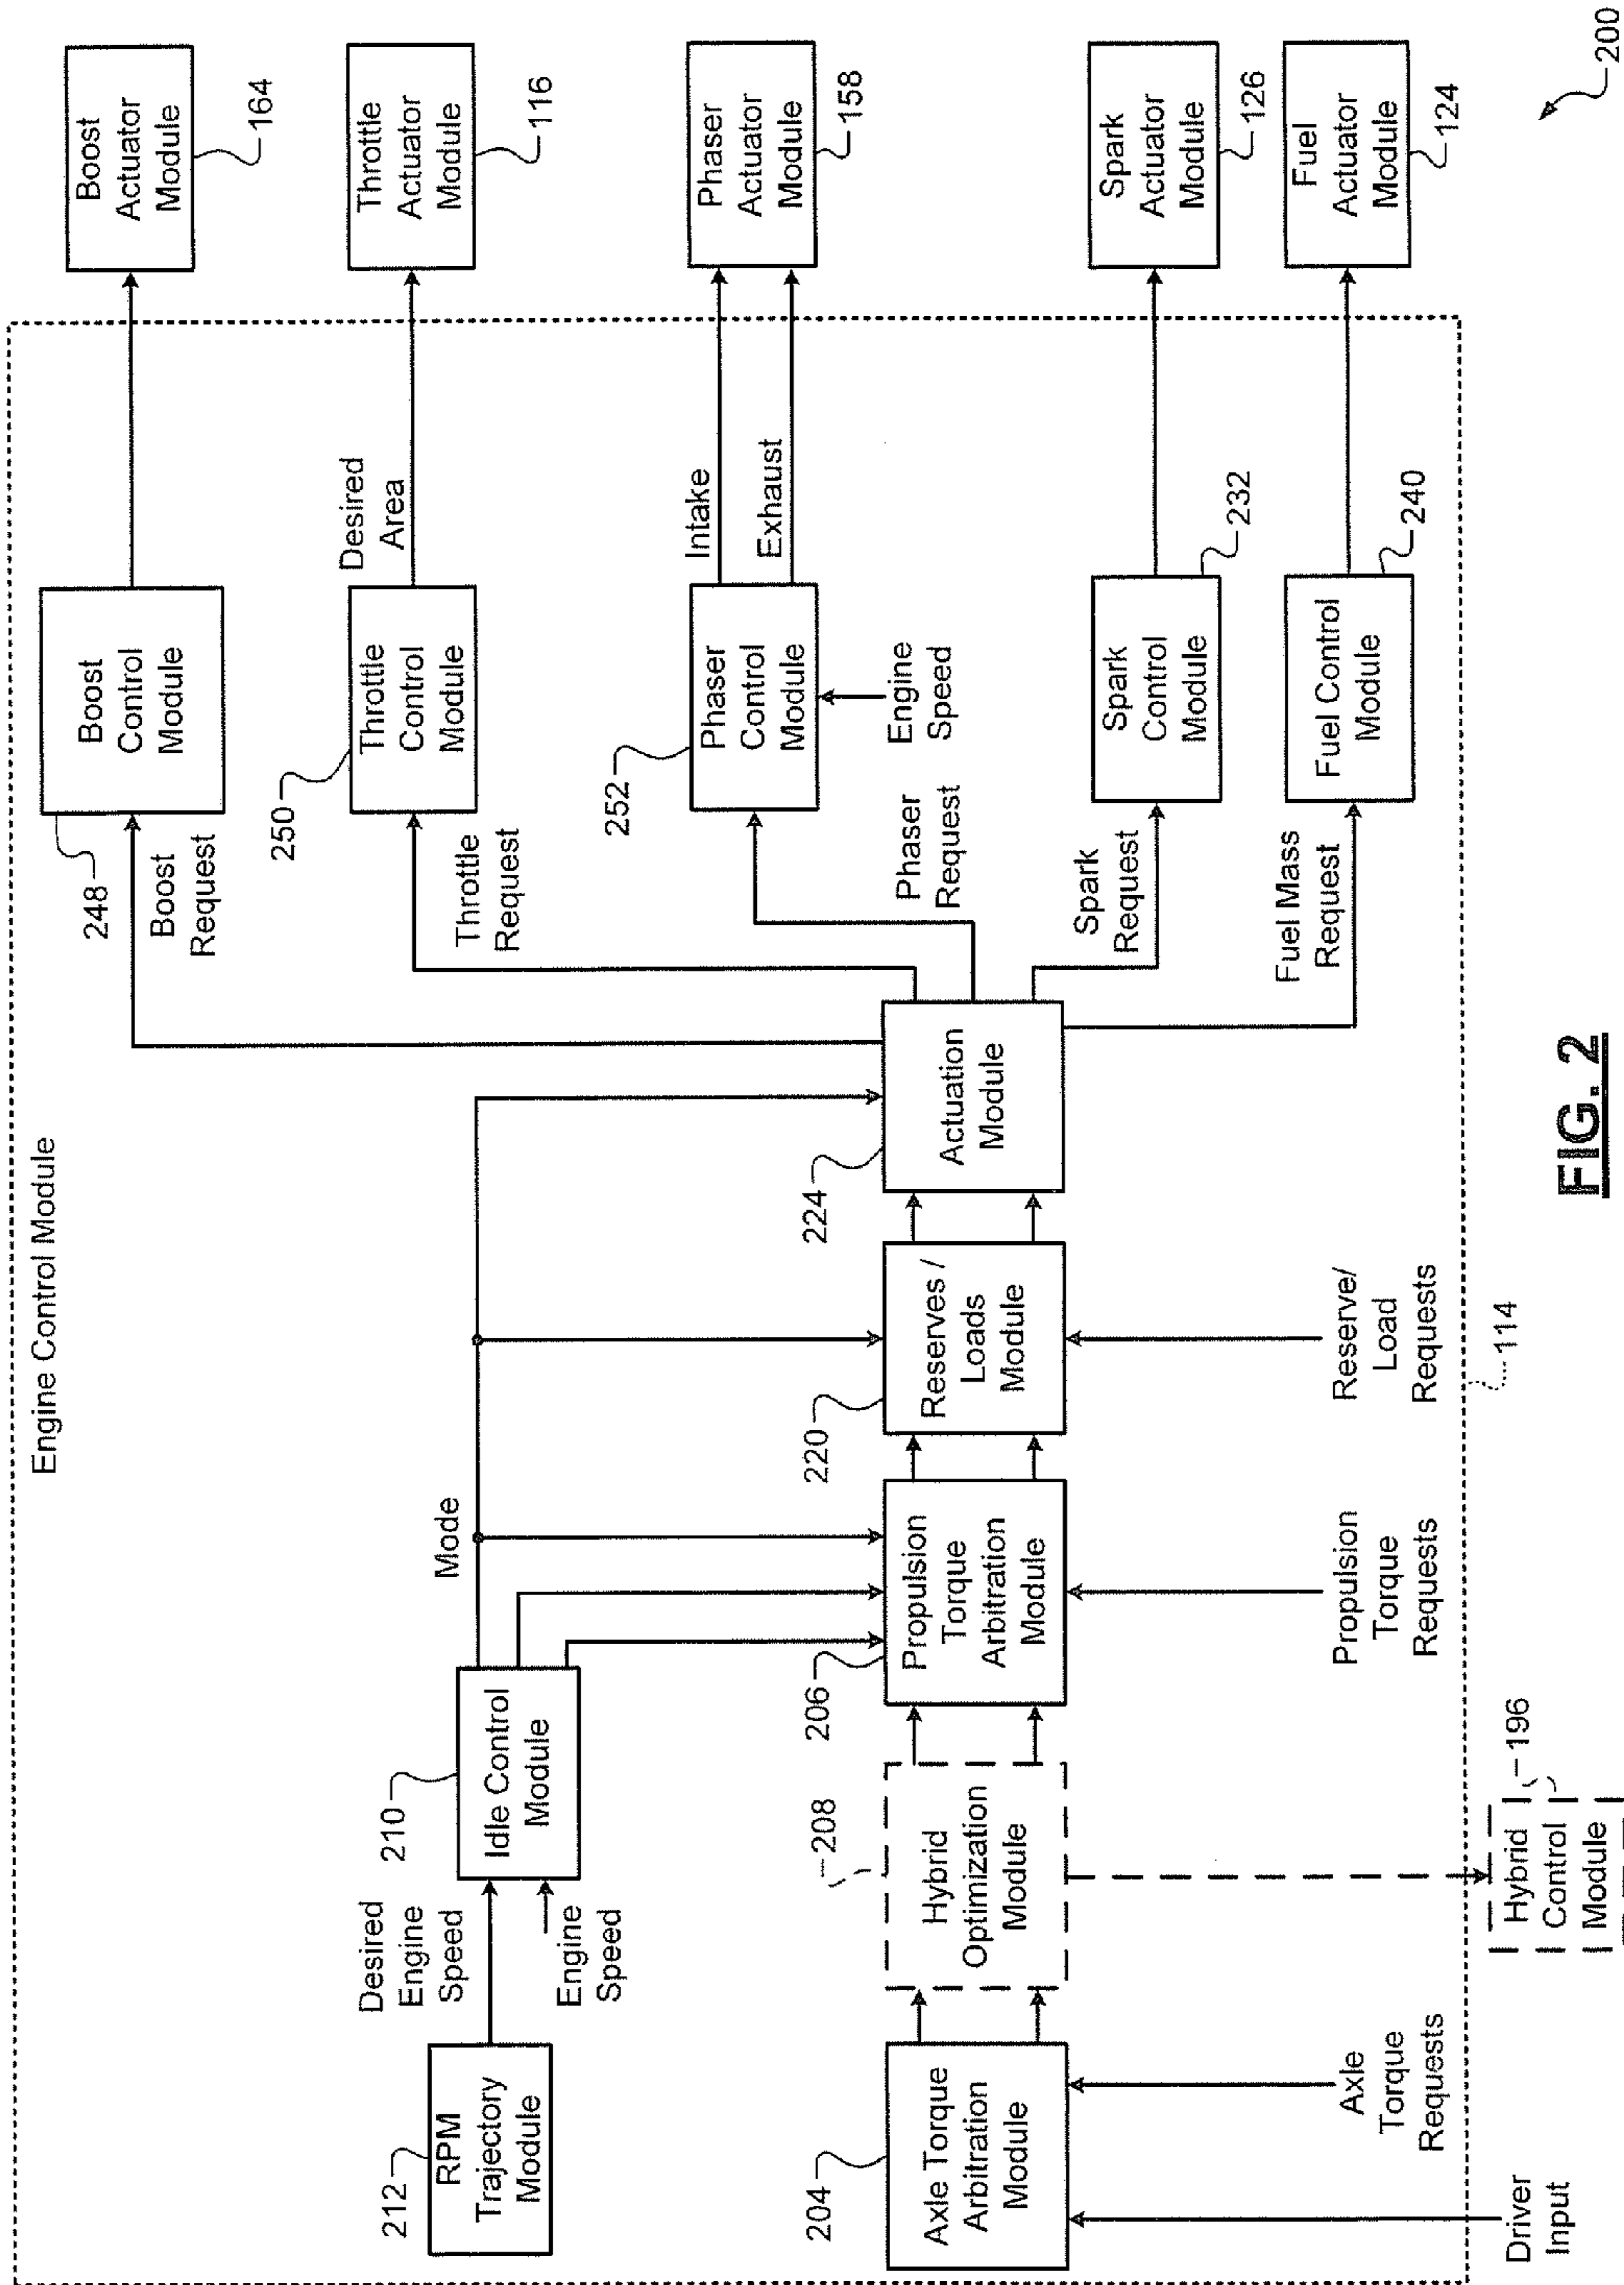 Engine Control Module
212
RPM
Trajectory
Module
Desired
Engine
Speed
Engine
Speed
210
Idle Control
Module
Mode
204
Axle Torque
Arbitration
Module
Driver
Input
Axle
Torque
Requests
208
Hybrid
Optimization
Module
Hybrid
Control
Module
196
206
Propulsion
Torque
Arbitration
Module
Propulsion
Torque
Requests
220
Reserves /
Loads
Module
Reserve/
Load
Requests
114
224
Actuation
Module
248
Boost
Request
Boost
Control
Module
Boost
Actuator
Module
164
Throttle
Request
250
Throttle
Control
Module
Desired
Area
Throttle
Actuator
Module
116
Phaser
Request
252
Phaser
Control
Module
Engine
Speed
Intake
Exhaust
Phaser
Actuator
Module
158
Spark
Request
Spark
Control
Module
232
Spark
Actuator
Module
126
Fuel Mass
Request
Fuel Control
Module
240
Fuel
Actuator
Module
124
200
FIG. 2